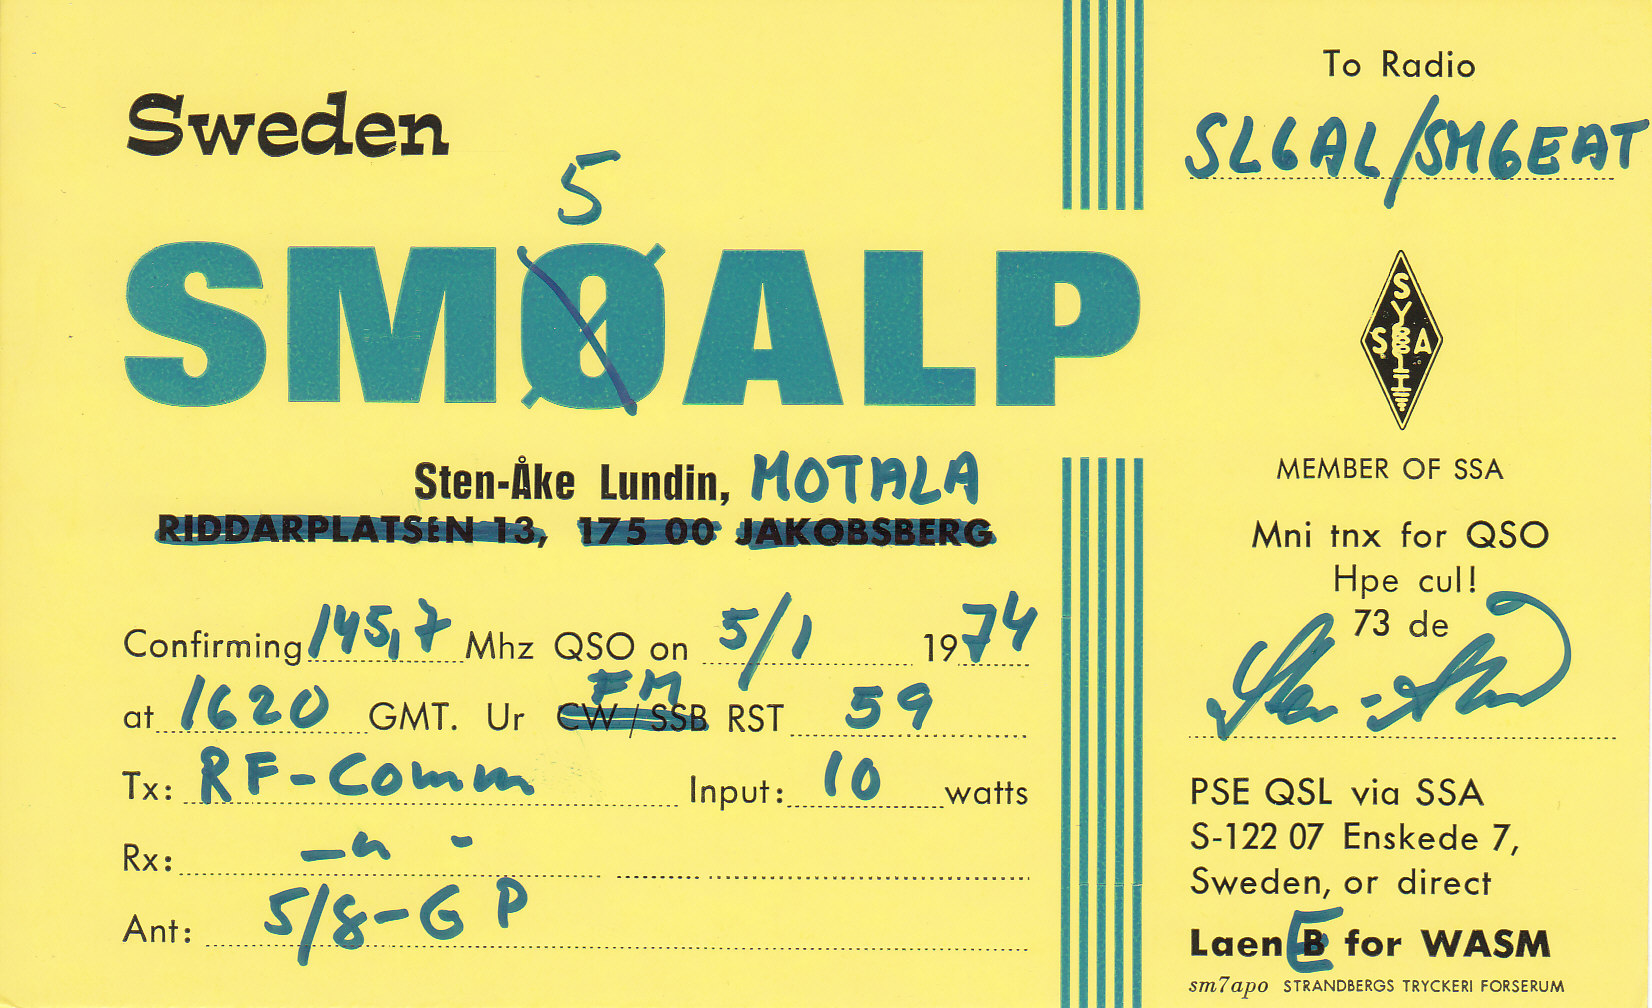 Sweden
5
SMØALP
Sten-Åke Lundin, MOTALA
RIDDARPLATSEN 13, 175 00 JAKOBSBERG
Confirming 145,7 Mhz QSO on 5/1 1974
FM
at 1620 GMT. Ur CW / SSB RST 59
Tx: RF-Comm Input: 10 watts
Rx: -"-
Ant: 5/8-GP
To Radio
SL6AL/SM6EAT
SSA
MEMBER OF SSA
Mni tnx for QSO
Hpe cul!
73 de
Sten-Åke
PSE QSL via SSA
S-122 07 Enskede 7,
Sweden, or direct
Laen E for WASM
sm7apo STRANDBERGS TRYCKERI FORSERUM